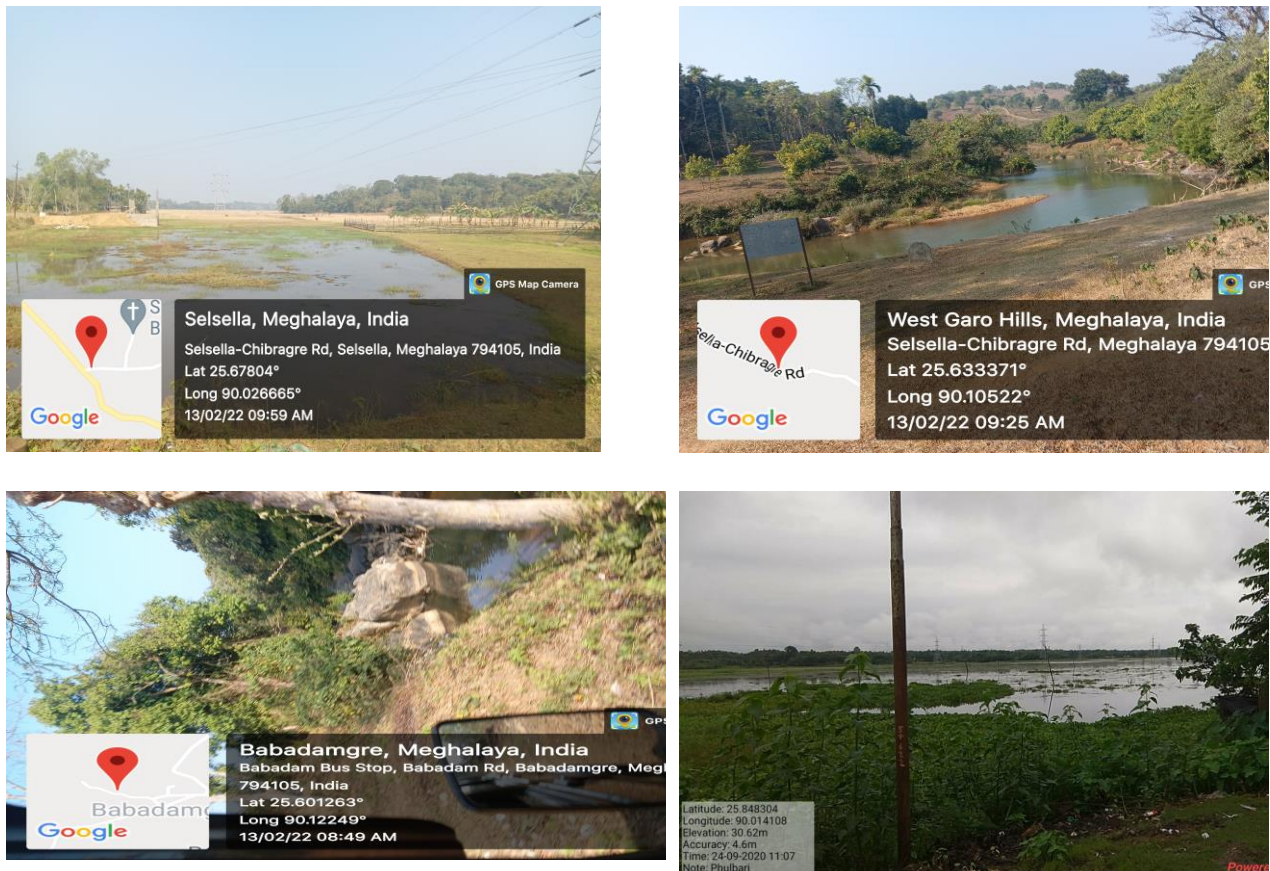 GPS Map Camera
S
B
Google
Selsella, Meghalaya, India
Selsella-Chibragre Rd, Selsella, Meghalaya 794105, India
Lat 25.67804°
Long 90.026665°
13/02/22 09:59 AM
GPS
ella-Chibragre Rd
Google
West Garo Hills, Meghalaya, India
Selsella-Chibragre Rd, Meghalaya 794105
Lat 25.633371°
Long 90.10522°
13/02/22 09:25 AM
GPS
Babadamg
Google
Babadamgre, Meghalaya, India
Babadam Bus Stop, Babadam Rd, Babadamgre, Megh
794105, India
Lat 25.601263°
Long 90.12249°
13/02/22 08:49 AM
Latitude: 25.848304
Longitude: 90.014108
Elevation: 30.62m
Accuracy: 4.6m
Time: 24-09-2020 11:07
Note: Phulbari
Powere